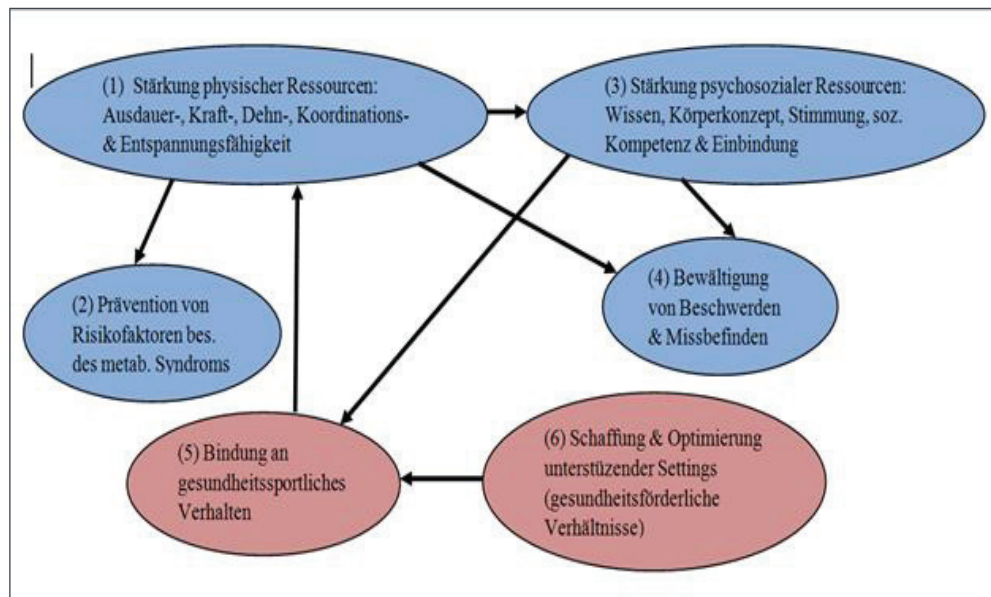 (1) Stärkung physischer Ressourcen:
Ausdauer-, Kraft-, Dehn-, Koordinations-
& Entspannungsfähigkeit
(3) Stärkung psychosozialer Ressourcen:
Wissen, Körperkonzept, Stimmung, soz.
Kompetenz & Einbindung
(2) Prävention von
Risikofaktoren bes.
des metab. Syndroms
(4) Bewältigung
von Beschwerden
& Missbefinden
(5) Bindung an
gesundheitssportliches
Verhalten
(6) Schaffung & Optimierung
unterstüzender Settings
(gesundheitsförderliche
Verhältnisse)